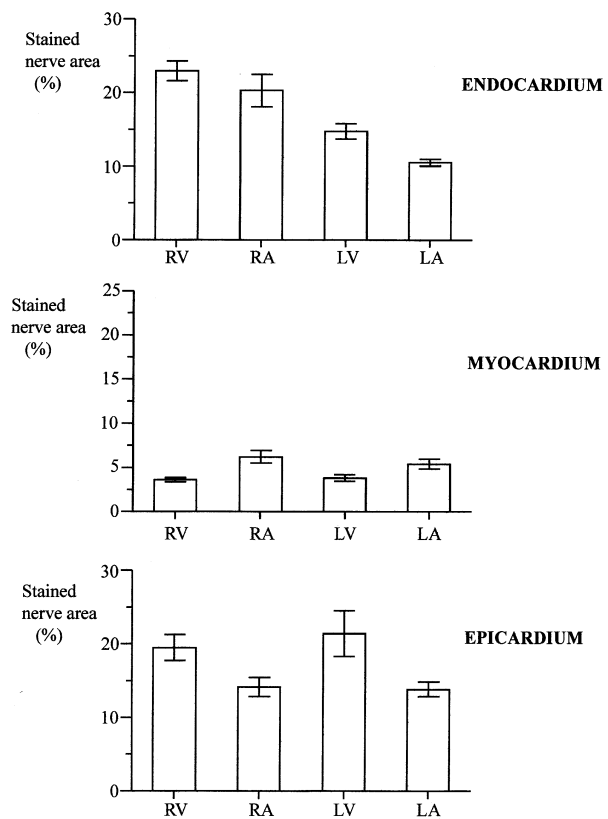 30
Stained
nerve area
(%)
20
ENDOCARDIUM
10
0
RV RA LV LA
25
Stained
nerve area
(%)
20
15
MYOCARDIUM
10
5
0
RV RA LV LA
30
Stained
nerve area
(%)
20
EPICARDIUM
10
0
RV RA LV LA